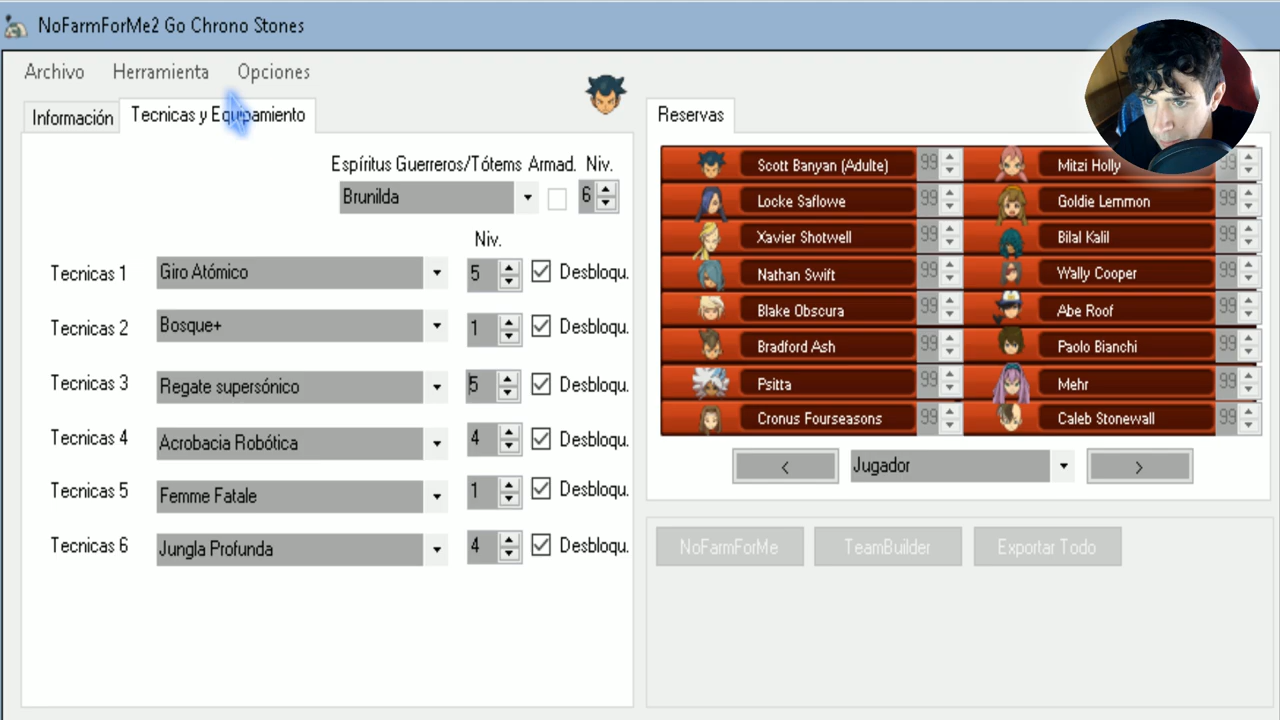 NoFarmForMe2 Go Chrono Stones
Archivo Herramienta Opciones
Información Tecnicas y Equipamiento
Espíritus Guerreros/Tótems Armad. Niv.
Brunilda 6
Niv.
Tecnicas 1 Giro Atómico 5 Desbloqu.
Tecnicas 2 Bosque+ 1 Desbloqu.
Tecnicas 3 Regate supersónico 5 Desbloqu.
Tecnicas 4 Acrobacia Robótica 4 Desbloqu.
Tecnicas 5 Femme Fatale 1 Desbloqu.
Tecnicas 6 Jungla Profunda 4 Desbloqu.
Reservas
Scott Banyan (Adulte) 99 Mitzi Holly 99
Locke Saflowe 99 Goldie Lemmon 99
Xavier Shotwell 99 Bilal Kalil 99
Nathan Swift 99 Wally Cooper 99
Blake Obscura 99 Abe Roof 99
Bradford Ash 99 Paolo Bianchi 99
Psitta 99 Mehr 99
Cronus Fourseasons 99 Caleb Stonewall 99
< Jugador >
NoFarmForMe TeamBuilder Exportar Todo